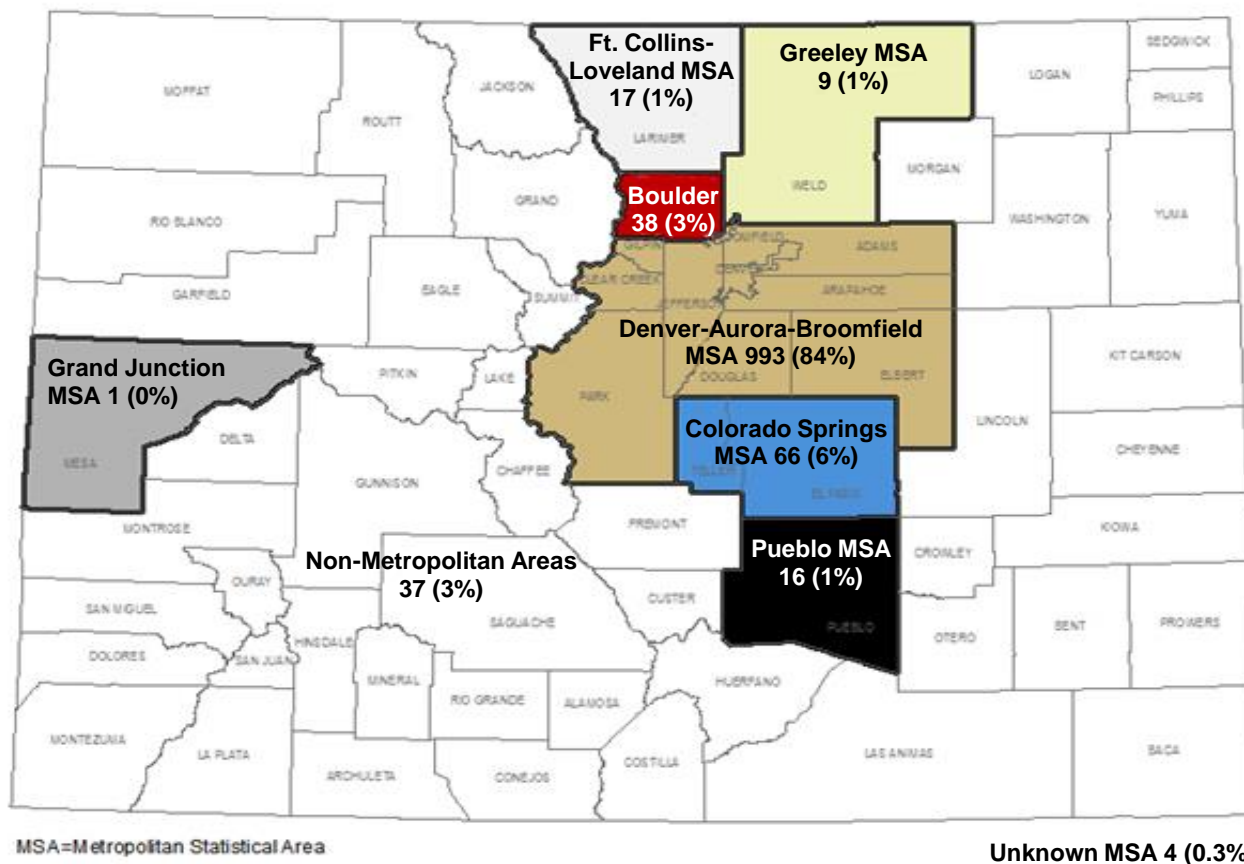 Ft. Collins-
Loveland MSA
17 (1%)
Greeley MSA
9 (1%)
SEDGWICK
LOGAN
PHILLIPS
MOFFAT
JACKSON
ROUTT
LARIMER
MORGAN
WELD
Boulder
38 (3%)
GRAND
RIO BLANCO
WASHINGTON
YUMA
GILPIN
ADAMS
EAGLE
GARFIELD
SUMMIT
ARAPAHOE
JEFFERSON
Denver-Aurora-Broomfield
MSA 993 (84%)
KIT CARSON
Grand Junction
MSA 1 (0%)
PITKIN
LAKE
DOUGLAS
ELBERT
PARK
LINCOLN
DELTA
Colorado Springs
MSA 66 (6%)
CHEYENNE
MESA
CHAFFEE
TELLER
GUNNISON
MONTROSE
FREMONT
KIOWA
Pueblo MSA
16 (1%)
CROWLEY
Non-Metropolitan Areas
37 (3%)
OURAY
CUSTER
SAN MIGUEL
SAGUACHE
PUEBLO
OTERO
BENT
PROWERS
HINSDALE
DOLORES
SAN JUAN
MINERAL
HUERFANO
RIO GRANDE
ALAMOSA
MONTEZUMA
LA PLATA
LAS ANIMAS
BACA
COSTILLA
ARCHULETA
CONEJOS
MSA=Metropolitan Statistical Area
Unknown MSA 4 (0.3%